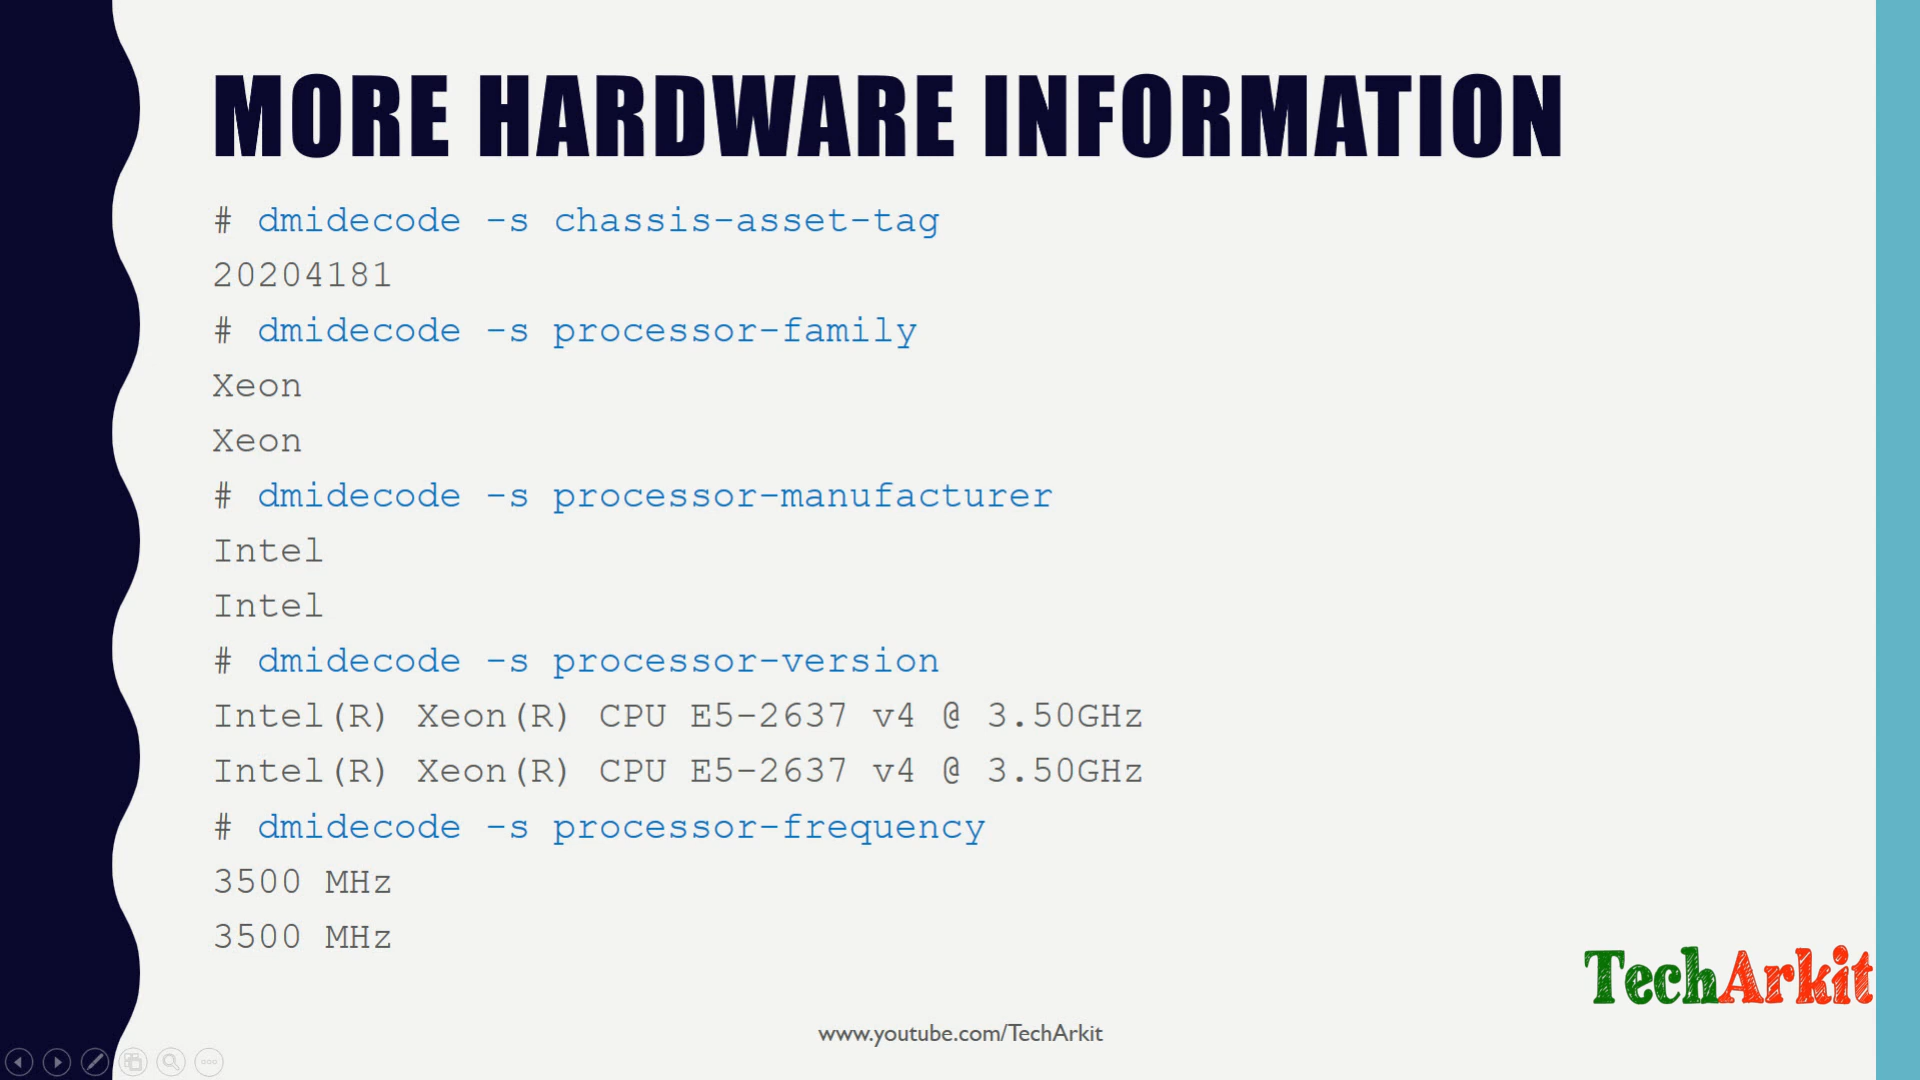 MORE HARDWARE INFORMATION
# dmidecode -s chassis-asset-tag
20204181
# dmidecode -s processor-family
Xeon
Xeon
# dmidecode -s processor-manufacturer
Intel
Intel
# dmidecode -s processor-version
Intel(R) Xeon(R) CPU E5-2637 v4 @ 3.50GHz
Intel(R) Xeon(R) CPU E5-2637 v4 @ 3.50GHz
# dmidecode -s processor-frequency
3500 MHz
3500 MHz
TechArkit
www.youtube.com/TechArkit